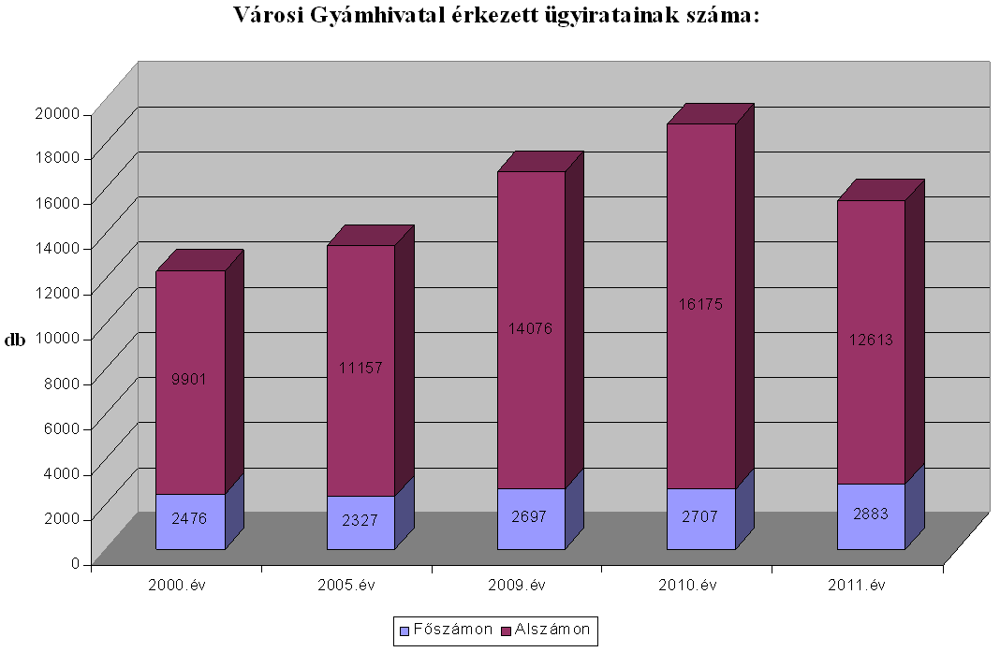 Városi Gyámhivatal érkezett ügyiratainak száma:
20000
18000
16000
14000
12000
db
10000
8000
6000
4000
2000
0
9901
11157
14076
16175
12613
2476
2327
2697
2707
2883
2000.év
2005.év
2009.év
2010.év
2011.év
Főszámon
Alszámon